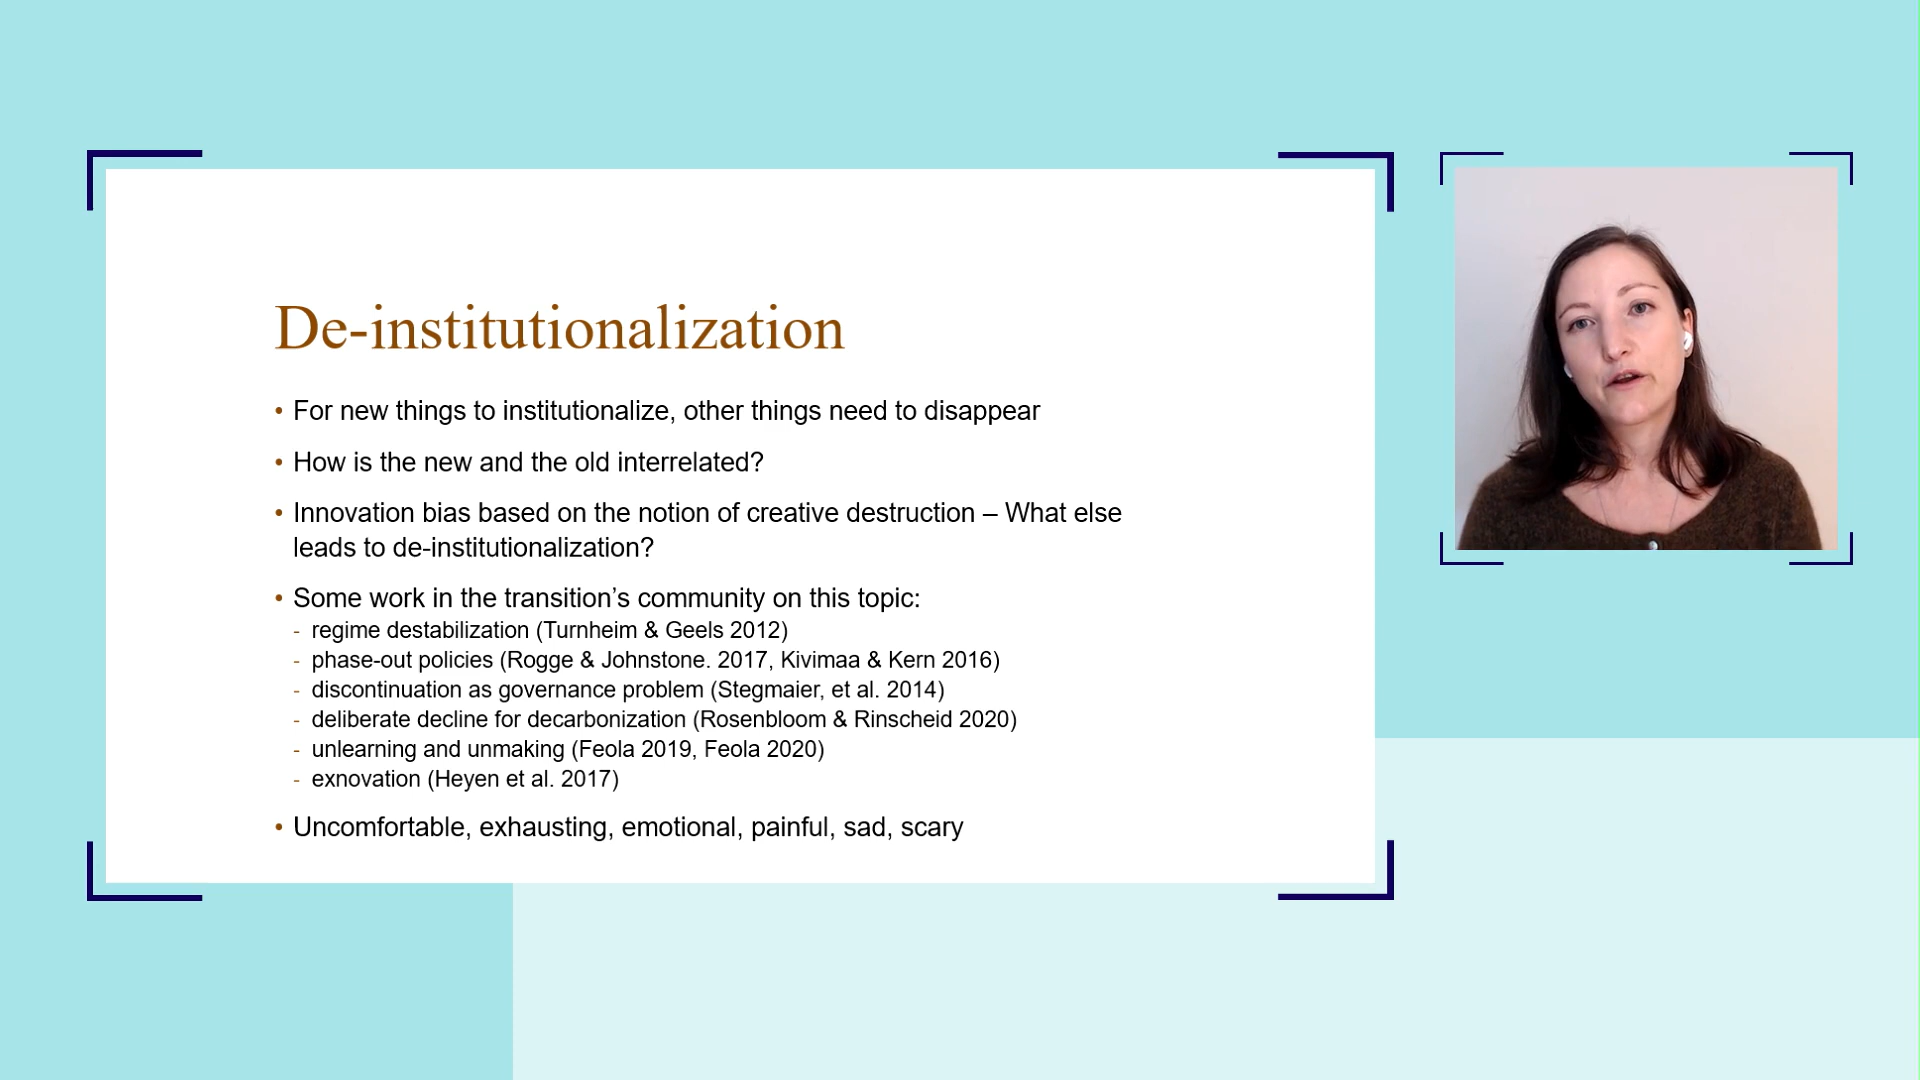 De-institutionalization
• For new things to institutionalize, other things need to disappear
• How is the new and the old interrelated?
• Innovation bias based on the notion of creative destruction – What else
leads to de-institutionalization?
• Some work in the transition’s community on this topic:
- regime destabilization (Turnheim & Geels 2012)
- phase-out policies (Rogge & Johnstone. 2017, Kivimaa & Kern 2016)
- discontinuation as governance problem (Stegmaier, et al. 2014)
- deliberate decline for decarbonization (Rosenbloom & Rinscheid 2020)
- unlearning and unmaking (Feola 2019, Feola 2020)
- exnovation (Heyen et al. 2017)
• Uncomfortable, exhausting, emotional, painful, sad, scary